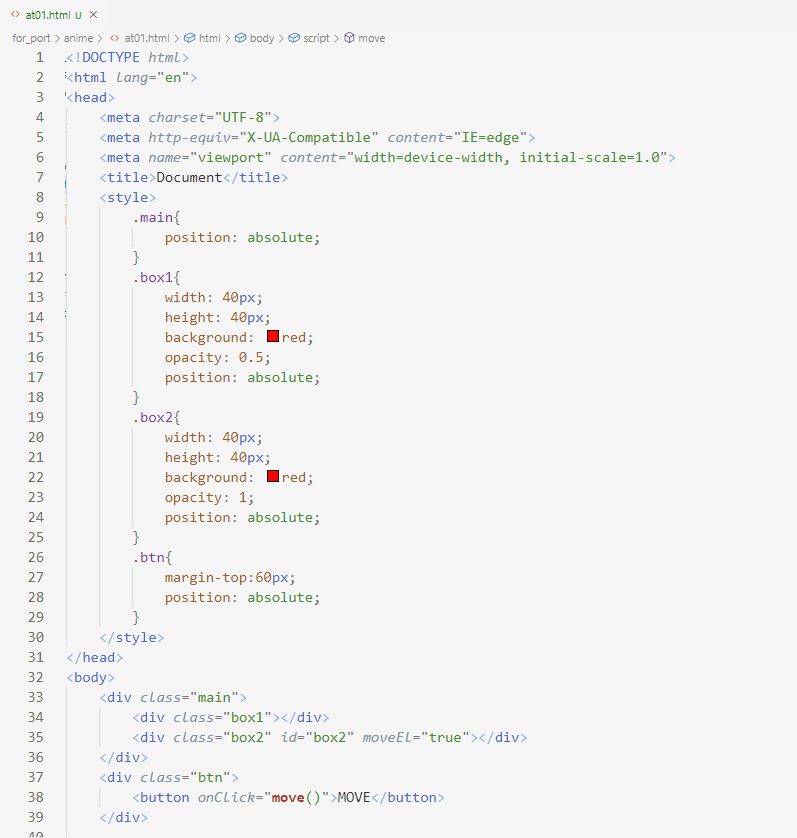 at01.html U ×
for_port > anime > <> at01.html > html > body > script > move
1 <!DOCTYPE html>
2 <html lang="en">
3 <head>
4     <meta charset="UTF-8">
5     <meta http-equiv="X-UA-Compatible" content="IE=edge">
6     <meta name="viewport" content="width=device-width, initial-scale=1.0">
7     <title>Document</title>
8     <style>
9         .main{
10             position: absolute;
11         }
12         .box1{
13             width: 40px;
14             height: 40px;
15             background: red;
16             opacity: 0.5;
17             position: absolute;
18         }
19         .box2{
20             width: 40px;
21             height: 40px;
22             background: red;
23             opacity: 1;
24             position: absolute;
25         }
26         .btn{
27             margin-top:60px;
28             position: absolute;
29         }
30     </style>
31 </head>
32 <body>
33     <div class="main">
34         <div class="box1"></div>
35         <div class="box2" id="box2" moveEl="true"></div>
36     </div>
37     <div class="btn">
38         <button onClick="move()">MOVE</button>
39     </div>
40